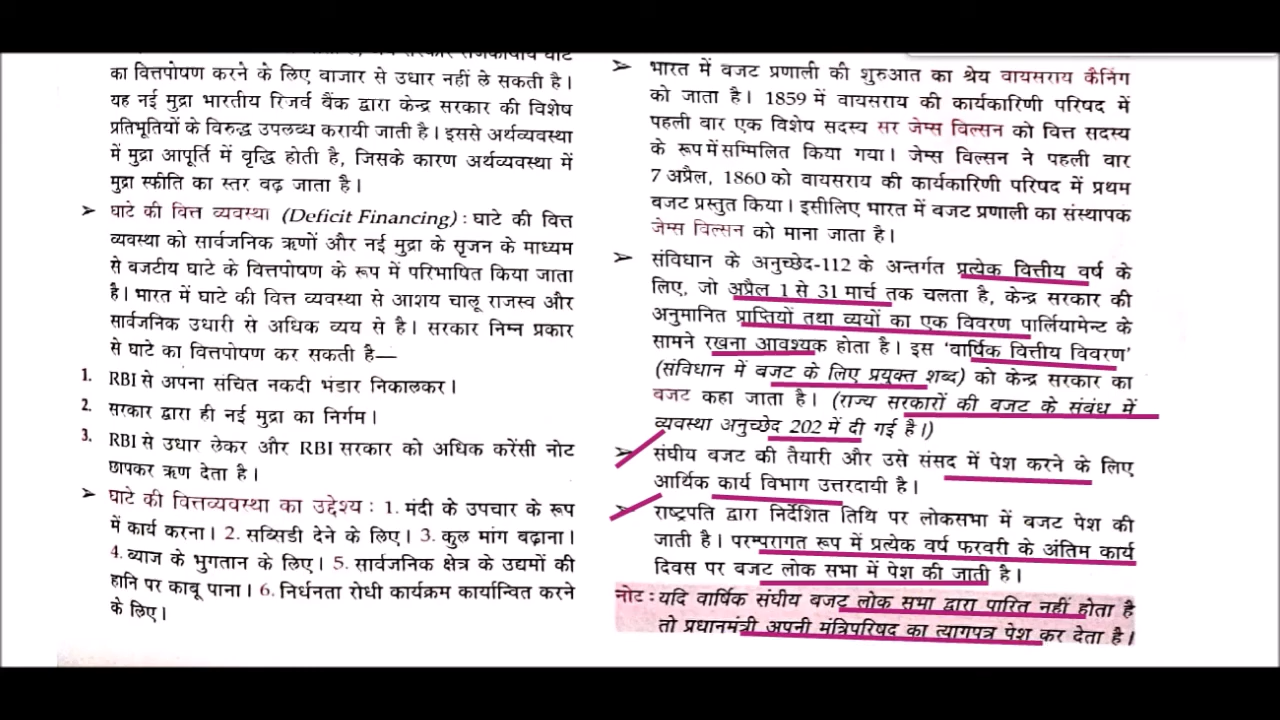 का वित्तपोषण करने के लिए वाजार से उधार नहीं ले सकती है।
यह नई मुद्रा भारतीय रिजर्व बैंक द्वारा केन्द्र सरकार की विशेष
प्रतिभूतियों के विरुद्ध उपलब्ध करायी जाती है। इससे अर्थव्यवस्था
में मुद्रा आपूर्ति में वृद्धि होती है, जिसके कारण अर्थव्यवस्था में
मुद्रा स्फीति का स्तर बढ़ जाता है।
➤ घाटे की वित्त व्यवस्था (Deficit Financing) : घाटे की वित्त
व्यवस्था को सार्वजनिक ऋणों और नई मुद्रा के सृजन के माध्यम
से बजटीय घाटे के वित्तपोषण के रूप में परिभाषित किया जाता
है। भारत में घाटे की वित्त व्यवस्था से आशय चालू राजस्व और
सार्वजनिक उधारी से अधिक व्यय से है। सरकार निम्न प्रकार
से घाटे का वित्तपोषण कर सकती है—
1. RBI से अपना संचित नकदी भंडार निकालकर।
2. सरकार द्वारा ही नई मुद्रा का निर्गम।
3. RBI से उधार लेकर और RBI सरकार को अधिक करेंसी नोट
छापकर ऋण देता है।
➤ घाटे की वित्तव्यवस्था का उद्देश्य : 1. मंदी के उपचार के रूप
में कार्य करना। 2. सब्सिडी देने के लिए। 3. कुल मांग बढ़ाना।
4. ब्याज के भुगतान के लिए। 5. सार्वजनिक क्षेत्र के उद्यमों की
हानि पर काबू पाना। 6. निर्धनता रोधी कार्यक्रम कार्यान्वित करने
के लिए।
➤ भारत में बजट प्रणाली की शुरुआत का श्रेय वायसराय कैनिंग
को जाता है। 1859 में वायसराय की कार्यकारिणी परिषद में
पहली वार एक विशेष सदस्य सर जेम्स विल्सन को वित्त सदस्य
के रूप में सम्मिलित किया गया। जेम्स विल्सन ने पहली वार
7 अप्रैल, 1860 को वायसराय की कार्यकारिणी परिषद में प्रथम
बजट प्रस्तुत किया। इसीलिए भारत में बजट प्रणाली का संस्थापक
जेम्स विल्सन को माना जाता है।
➤ संविधान के अनुच्छेद-112 के अन्तर्गत प्रत्येक वित्तीय वर्ष के
लिए, जो अप्रैल 1 से 31 मार्च तक चलता है, केन्द्र सरकार की
अनुमानित प्राप्तियों तथा व्ययों का एक विवरण पार्लियामेन्ट के
सामने रखना आवश्यक होता है। इस 'वार्षिक वित्तीय विवरण'
(संविधान में बजट के लिए प्रयुक्त शब्द) को केन्द्र सरकार का
बजट कहा जाता है। (राज्य सरकारों की वजट के संबंध में
व्यवस्था अनुच्छेद 202 में दी गई है।)
➤ संघीय बजट की तैयारी और उसे संसद में पेश करने के लिए
आर्थिक कार्य विभाग उत्तरदायी है।
➤ राष्ट्रपति द्वारा निर्देशित तिथि पर लोकसभा में बजट पेश की
जाती है। परम्परागत रूप में प्रत्येक वर्ष फरवरी के अंतिम कार्य
दिवस पर बजट लोक सभा में पेश की जाती है।
नोट : यदि वार्षिक संघीय बजट लोक सभा द्वारा पारित नहीं होता है
तो प्रधानमंत्री अपनी मंत्रिपरिषद का त्यागपत्र पेश कर देता है।